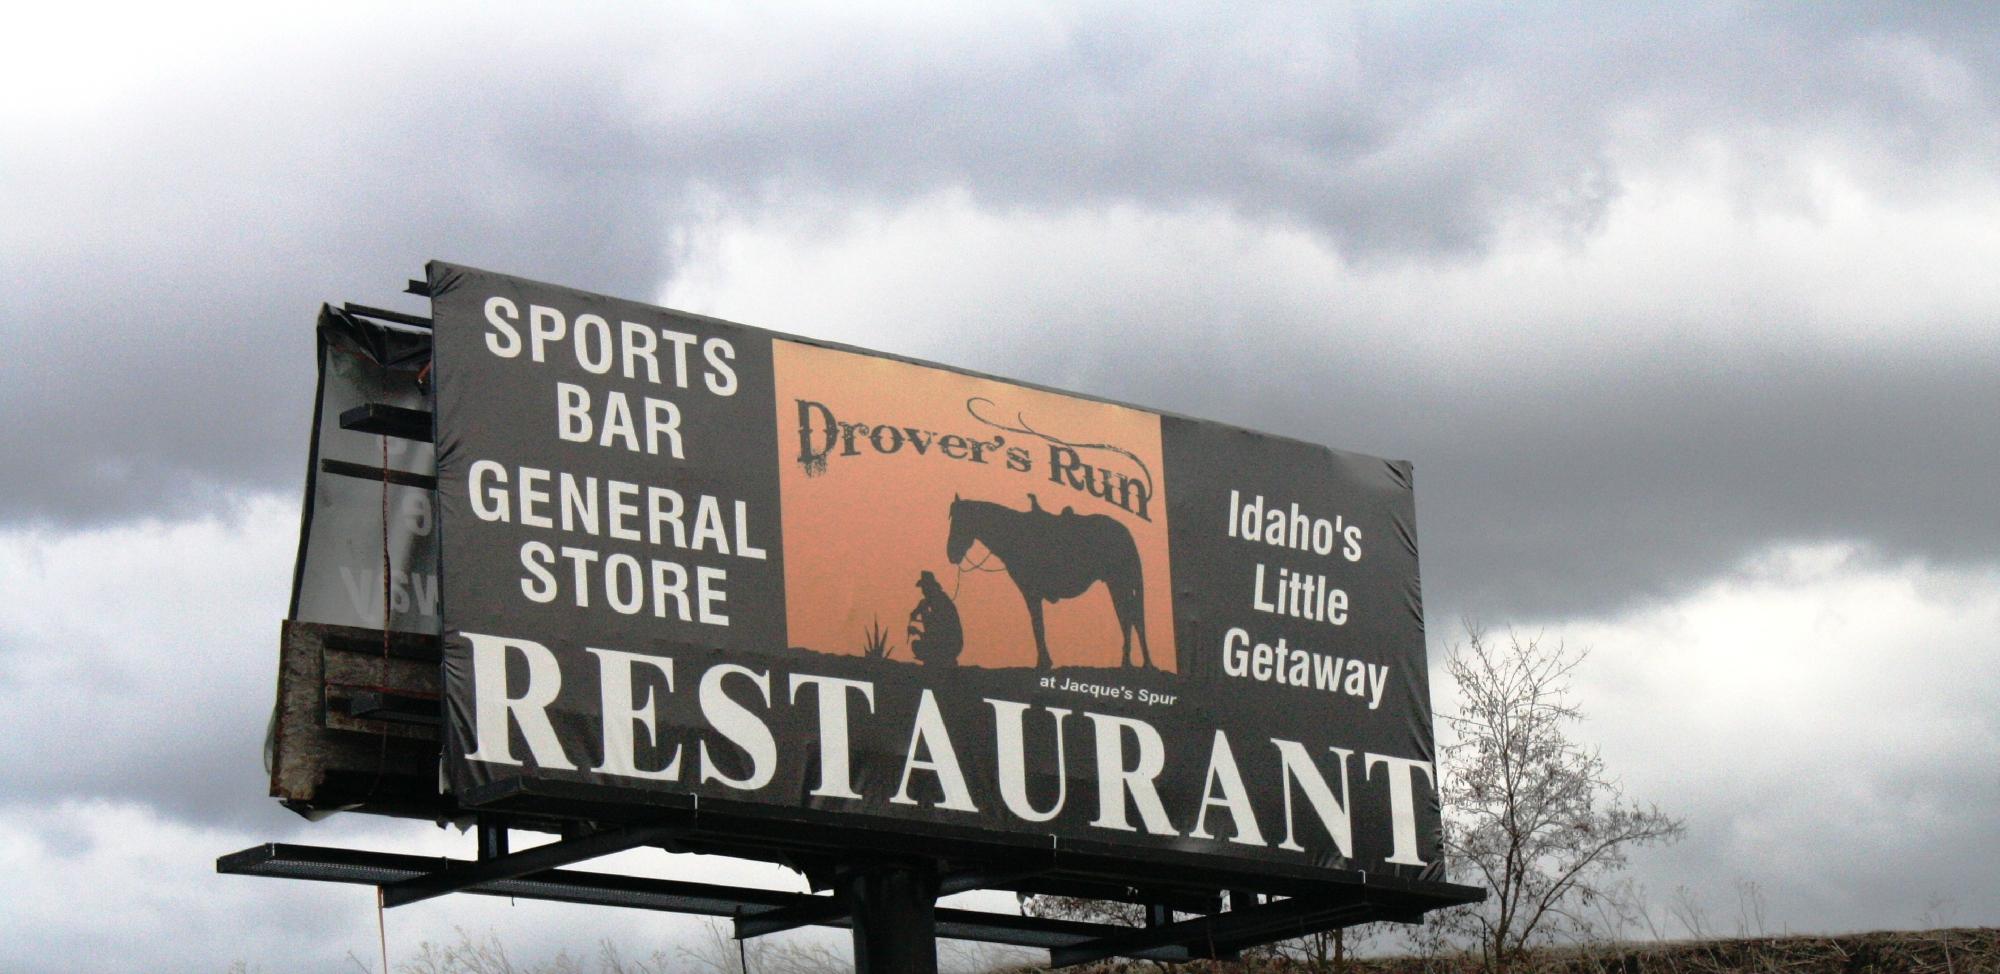 SPORTS
BAR
GENERAL
STORE
Drover's Run
at Jacque's Spur
Idaho's
Little
Getaway
RESTAURANT